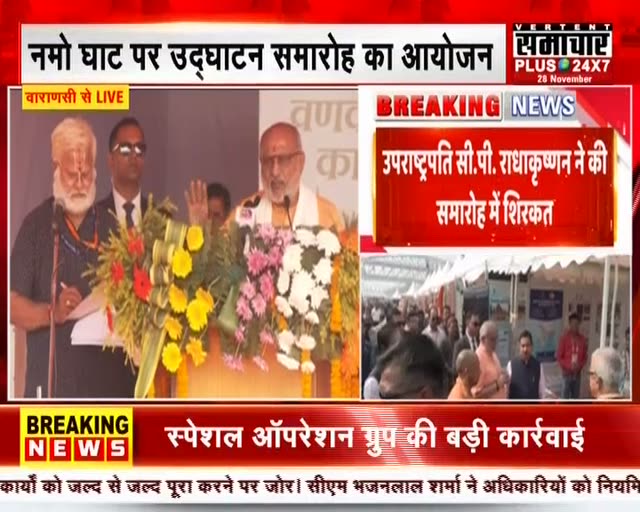 नमो घाट पर उद्घाटन समारोह का आयोजन
VERTENT
समाचार
PLUS 24X7
28 November
वाराणसी से LIVE
BREAKING NEWS
उपराष्ट्रपति सी.पी. राधाकृष्णन ने की
समारोह में शिरकत
BREAKING
NEWS
स्पेशल ऑपरेशन ग्रुप की बड़ी कार्रवाई
कार्यों को जल्द से जल्द पूरा करने पर जोर। सीएम भजनलाल शर्मा ने अधिकारियों को नियमि